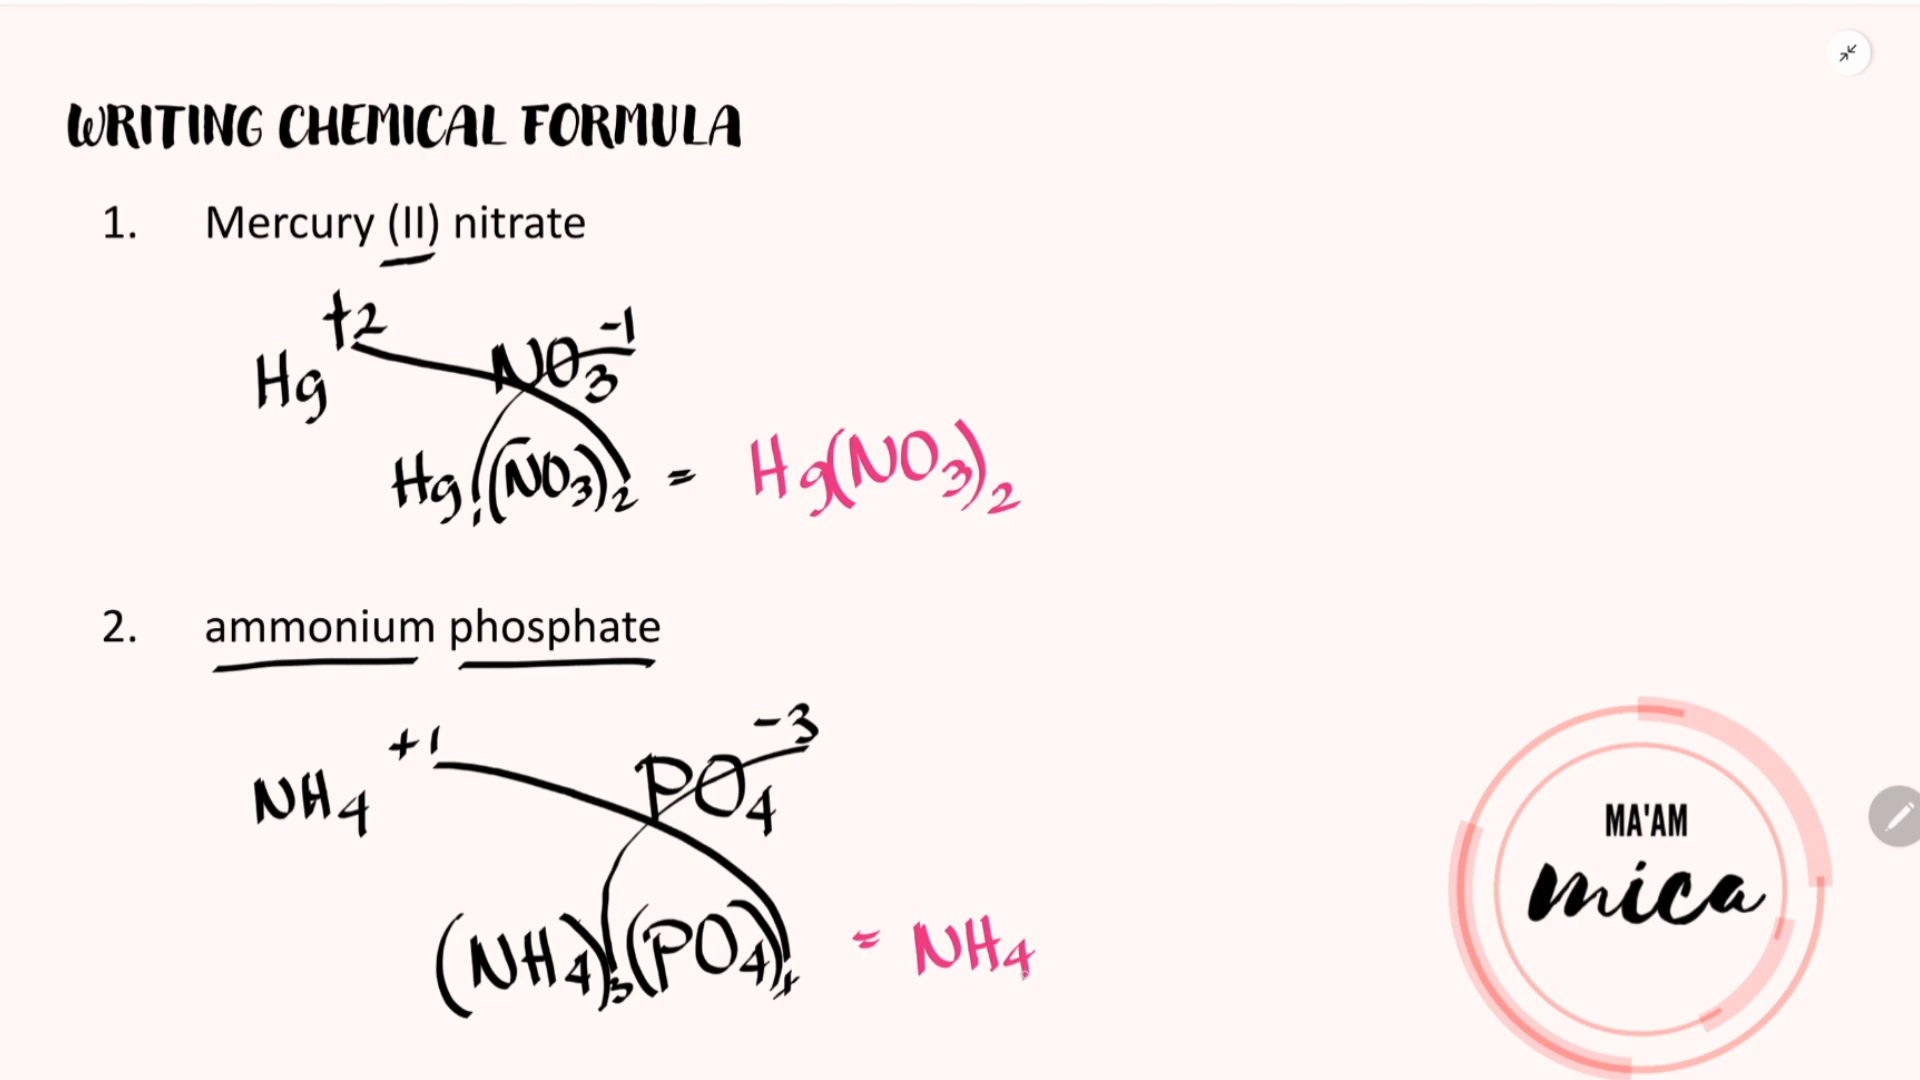 WRITING CHEMICAL FORMULA
1. Mercury (II) nitrate
Hg +2 NO3 -1
Hg1(NO3)2 = Hg(NO3)2
2. ammonium phosphate
NH4 +1 PO4 -3
(NH4)3(PO4)1 = NH4
MA'AM
mica